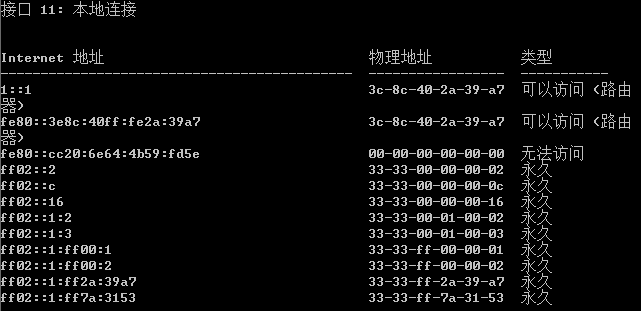 接口 11: 本地连接
Internet 地址 物理地址 类型
--------------------------------------------  -----------------  -----------
1::1 3c-8c-40-2a-39-a7 可以访问 (路由
器)
fe80::3e8c:40ff:fe2a:39a7 3c-8c-40-2a-39-a7 可以访问 (路由
器)
fe80::cc20:6e64:4b59:fd5e 00-00-00-00-00-00 无法访问
ff02::2 33-33-00-00-00-02 永久
ff02::c 33-33-00-00-00-0c 永久
ff02::16 33-33-00-00-00-16 永久
ff02::1:2 33-33-00-01-00-02 永久
ff02::1:3 33-33-00-01-00-03 永久
ff02::1:ff00:1 33-33-ff-00-00-01 永久
ff02::1:ff00:2 33-33-ff-00-00-02 永久
ff02::1:ff2a:39a7 33-33-ff-2a-39-a7 永久
ff02::1:ff7a:3153 33-33-ff-7a-31-53 永久